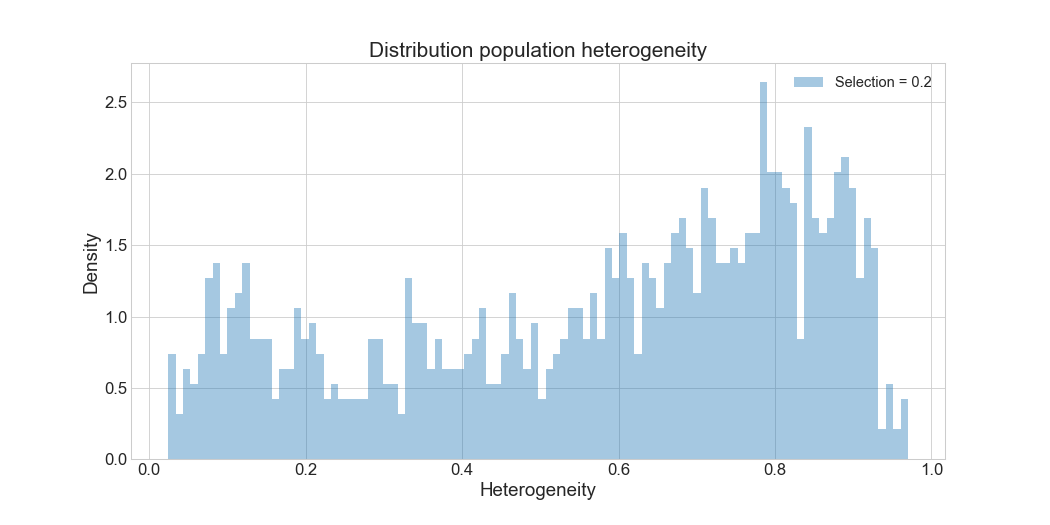 Distribution population heterogeneity
Selection = 0.2
2.5
2.0
1.5
1.0
0.5
0.0
Density
0.0 0.2 0.4 0.6 0.8 1.0
Heterogeneity